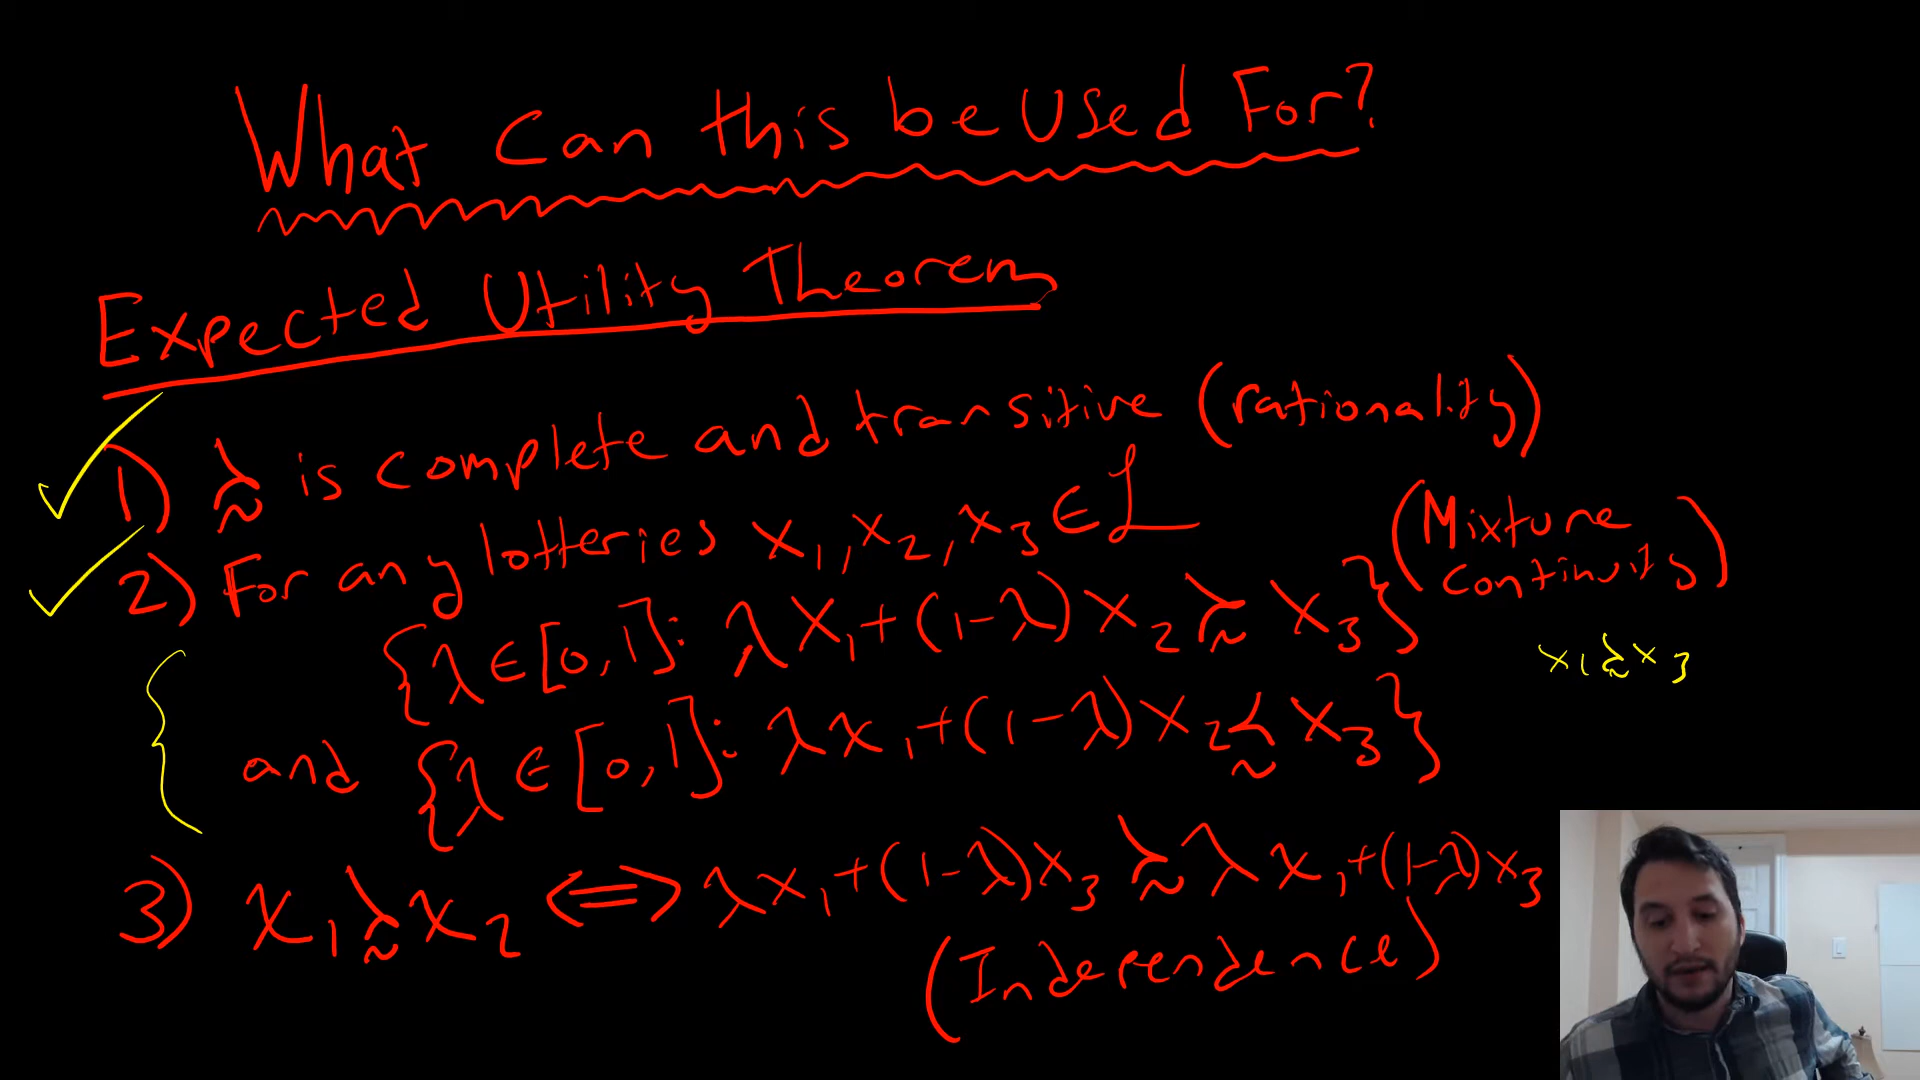 What Can this be Used For?
Expected Utility Theorem
1) ≿ is complete and transitive (rationality)
2) For any lotteries x₁, x₂, x₃ ∈ ℒ (Mixture Continuity)
{λ ∈ [0,1]: λx₁+(1-λ)x₂ ≿ x₃}
x₁ ≿ x₃
and {λ ∈ [0,1]: λx₁+(1-λ)x₂ ≾ x₃}
3) x₁ ≿ x₂ <=> λx₁+(1-λ)x₃ ≿ λx₁+(1-λ)x₃
(Independence)